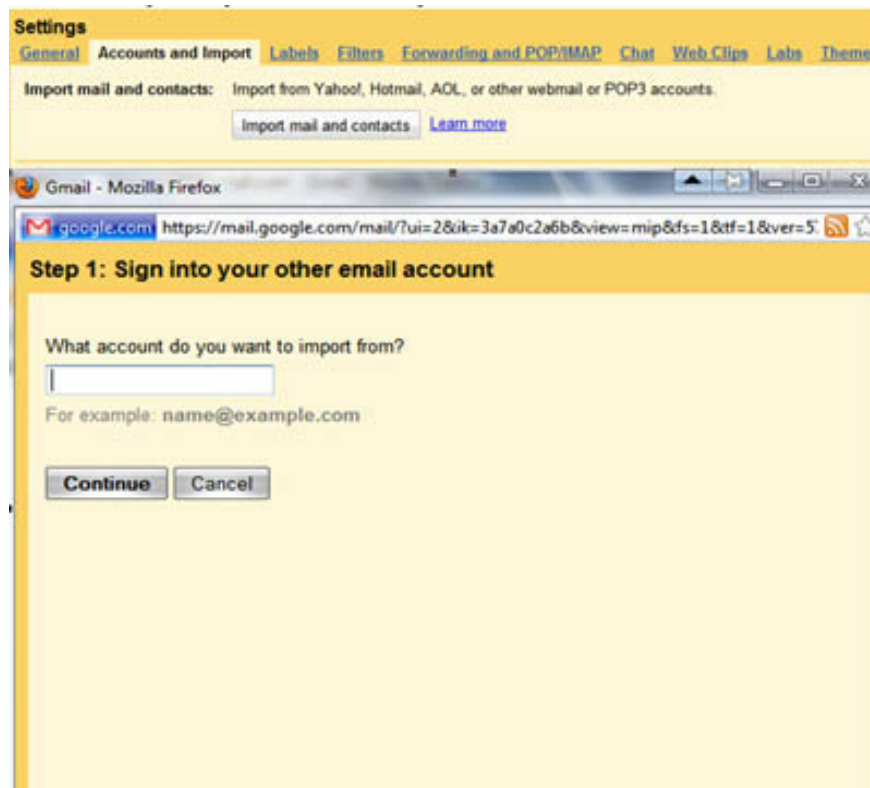 Settings
General Accounts and Import Labels Filters Forwarding and POP/IMAP Chat Web Clips Labs Theme
Import mail and contacts: Import from Yahoo!, Hotmail, AOL, or other webmail or POP3 accounts.
Import mail and contacts Learn more
Gmail - Mozilla Firefox
google.com https://mail.google.com/mail/?ui=2&ik=3a7a0c2a6b&view=mip&fs=1&tf=1&ver=5
Step 1: Sign into your other email account
What account do you want to import from?
For example: name@example.com
Continue Cancel